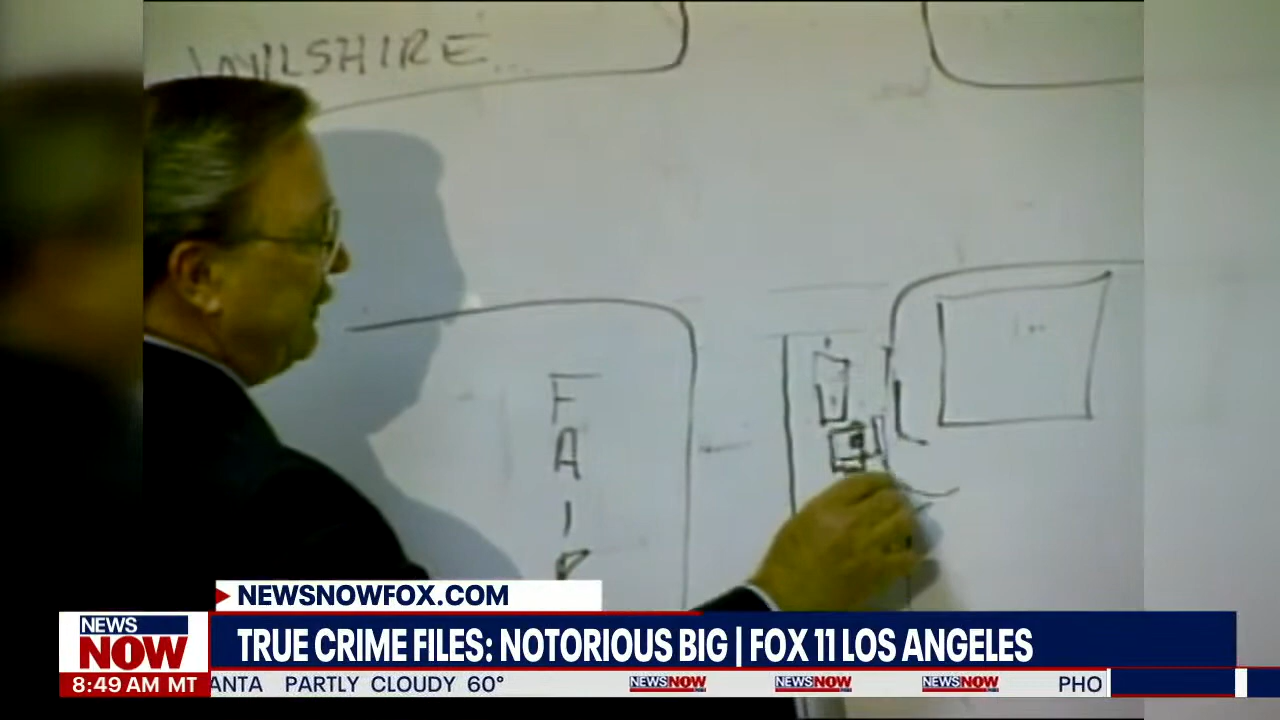 WILSHIRE...
F
A
I
R
NEWSNOWFOX.COM
NEWS
NOW
TRUE CRIME FILES: NOTORIOUS BIG | FOX 11 LOS ANGELES
8:49 AM MT
ANTA PARTLY CLOUDY 60° NEWSNOW NEWSNOW NEWSNOW PHO